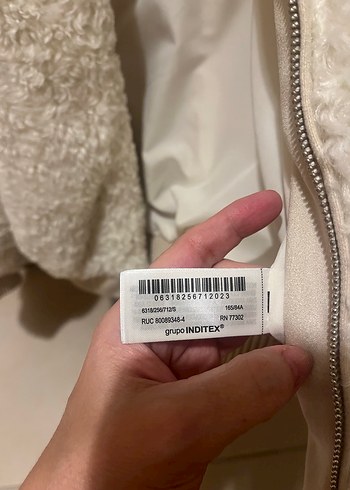 06318256712023
6318/256/712/S 165/84A
RUC 80089348-4 RN 77302
grupo INDITEX®